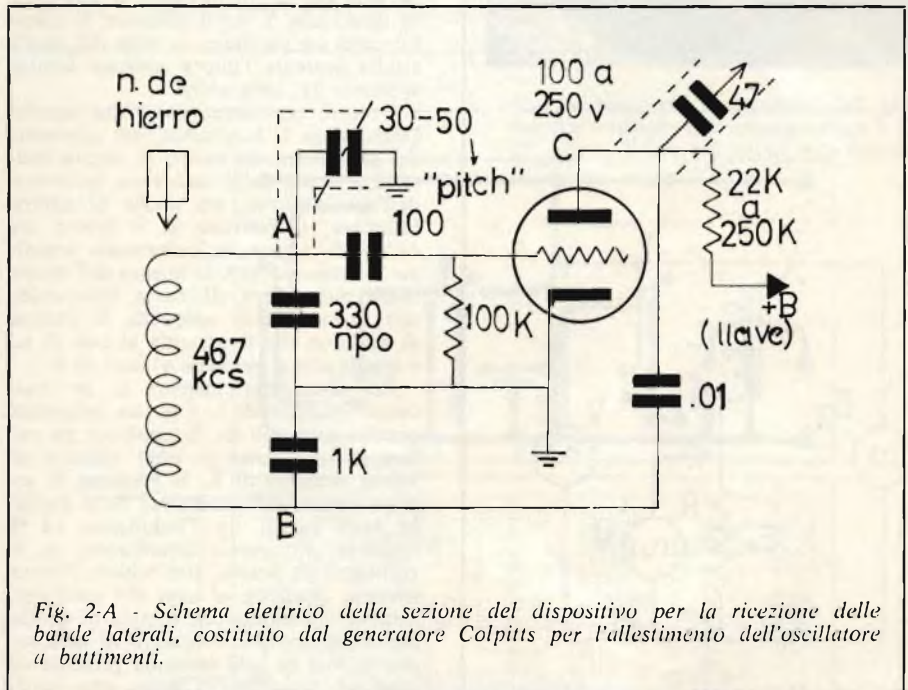 n. de
hierro
30-50
"pitch"
100 a
250 v
C
47
A
100
22K
a
250K
467
kcs
330
npo
100K
+B
(llave)
.01
1K
B
Fig. 2-A - Schema elettrico della sezione del dispositivo per la ricezione delle
bande laterali, costituito dal generatore Colpitts per l'allestimento dell'oscillatore
a battimenti.